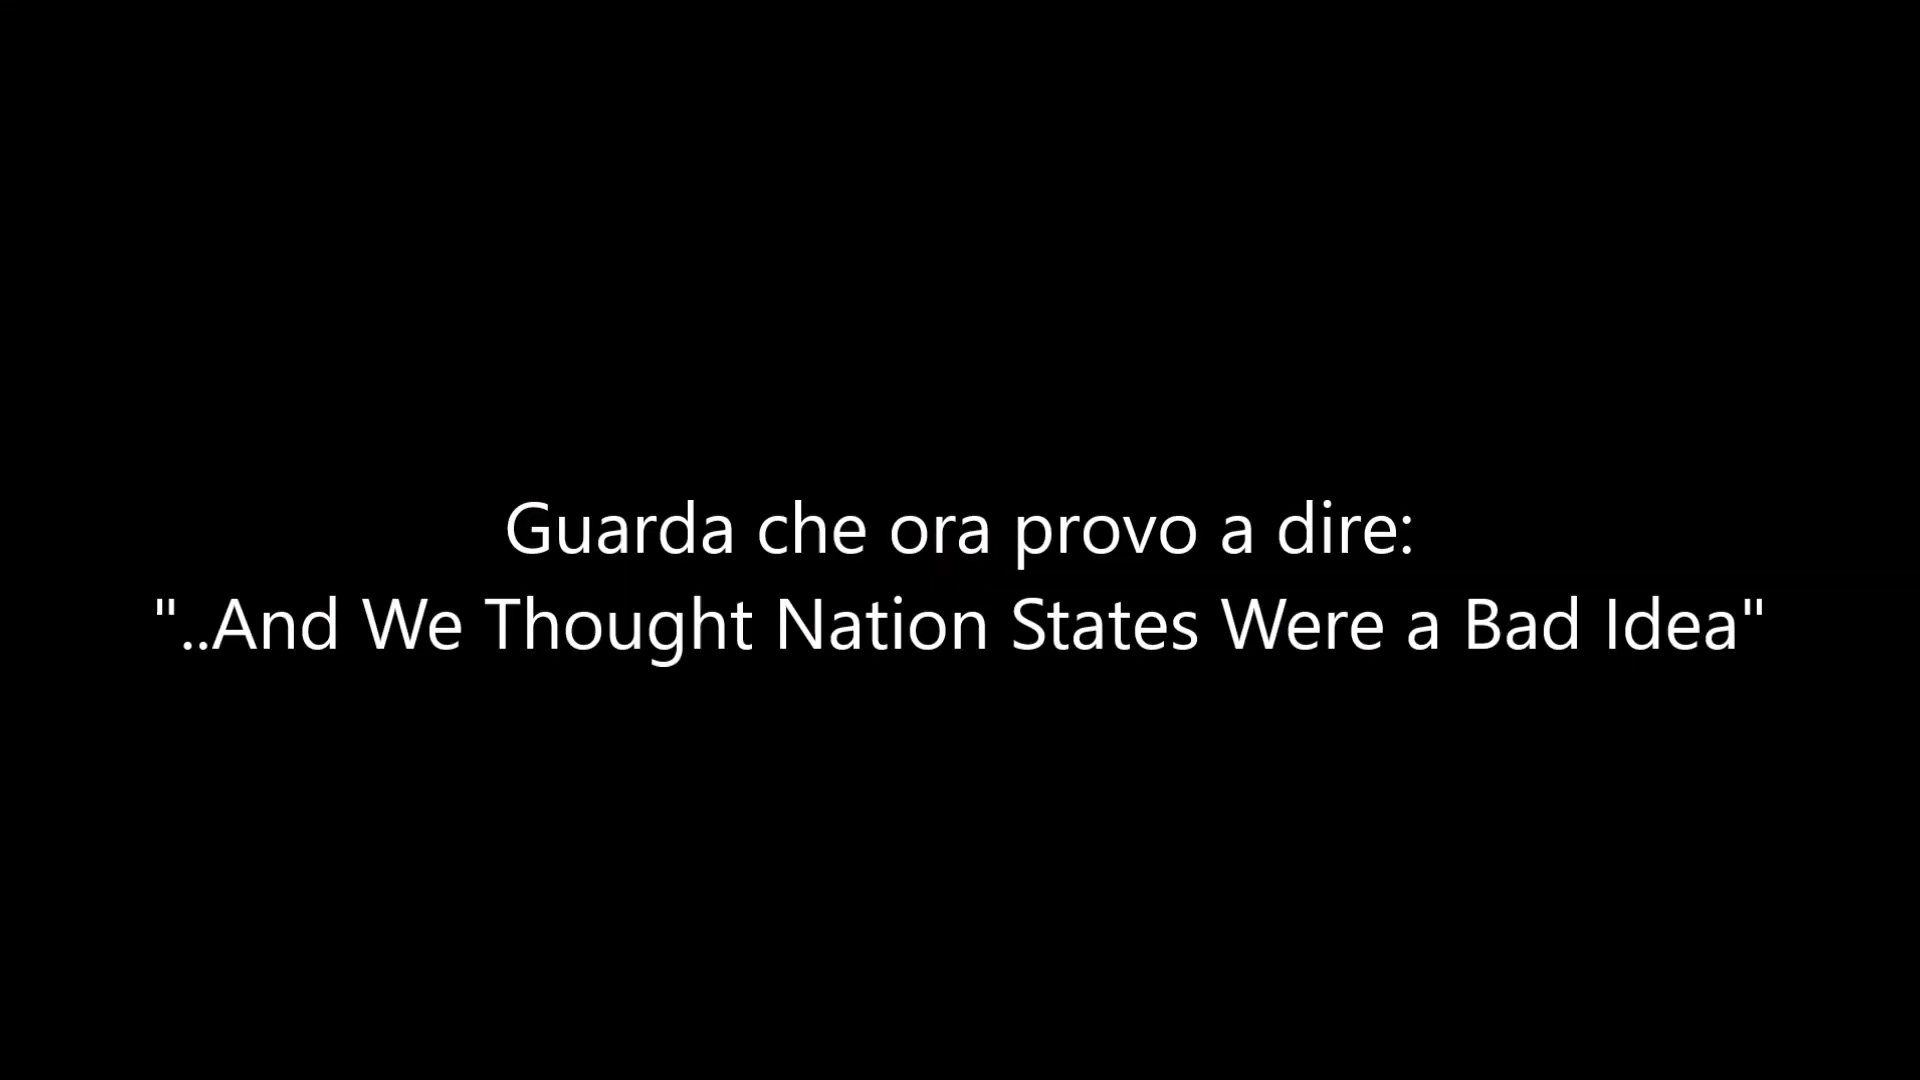 Guarda che ora provo a dire:
"..And We Thought Nation States Were a Bad Idea"